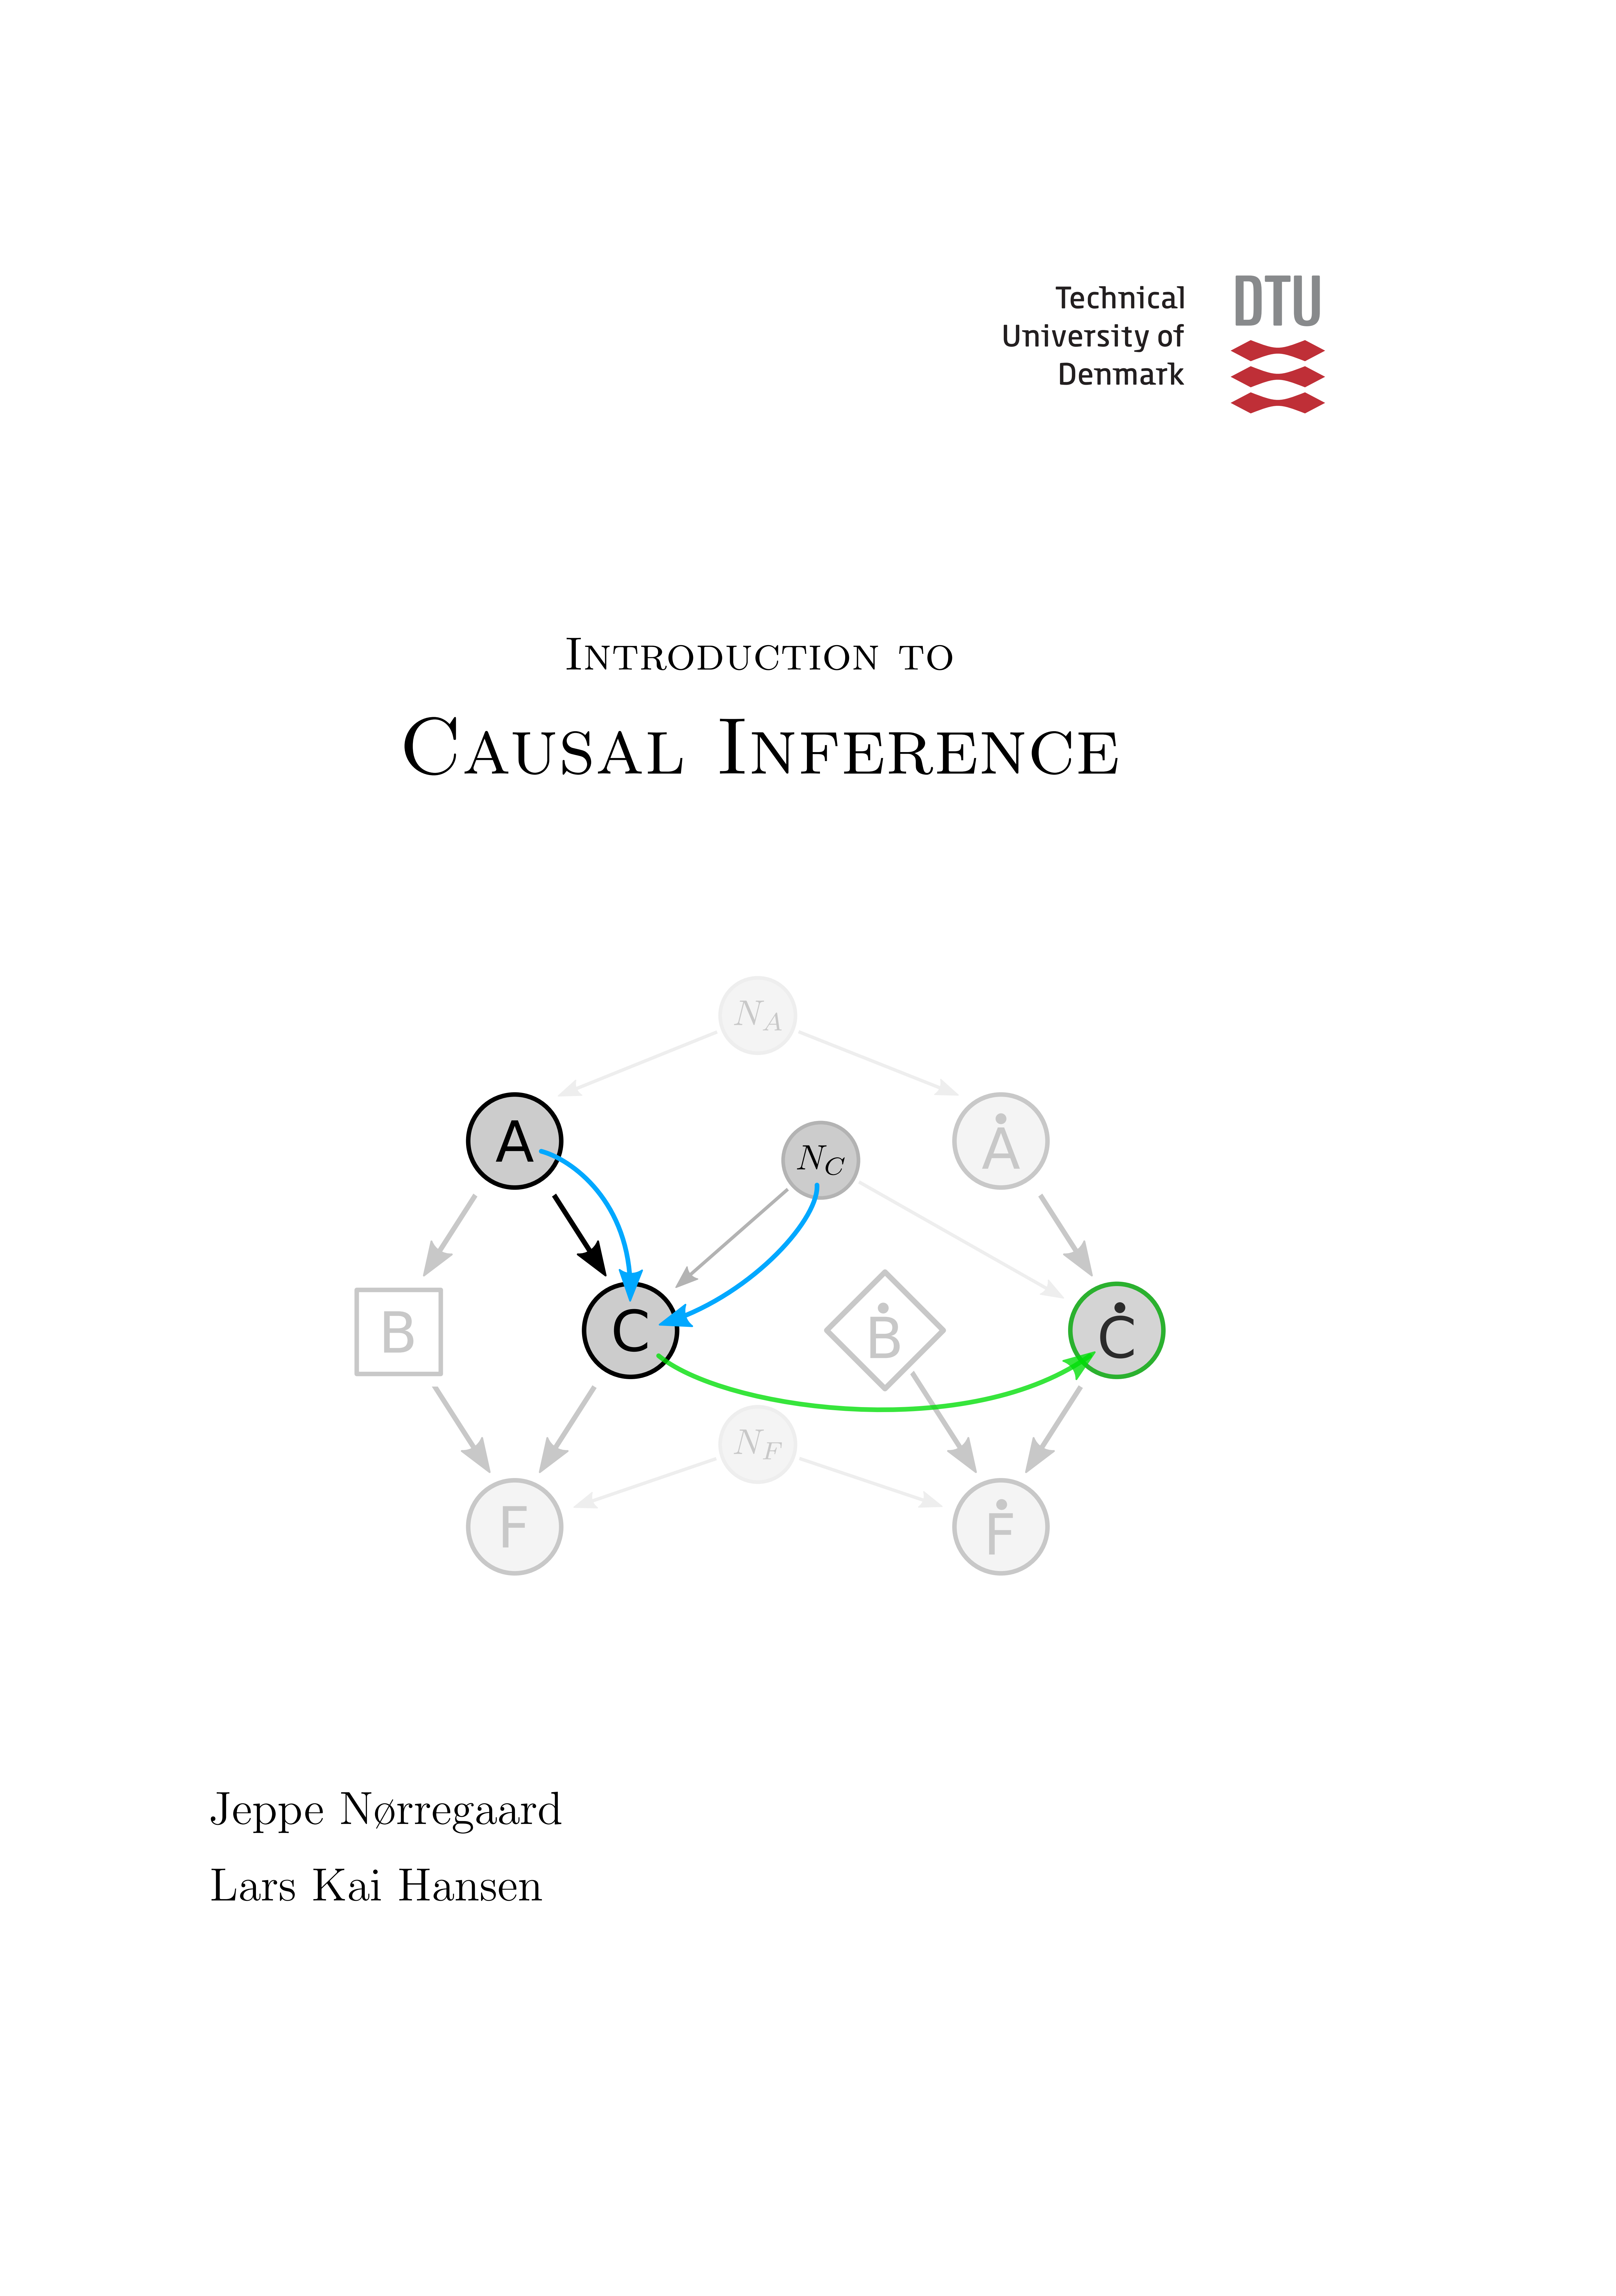 Technical
University of
Denmark
DTU
Introduction to
Causal Inference
N_A
A
N_C
Ȧ
B
C
Ḃ
Ċ
N_F
F
Ḟ
Jeppe Nørregaard
Lars Kai Hansen